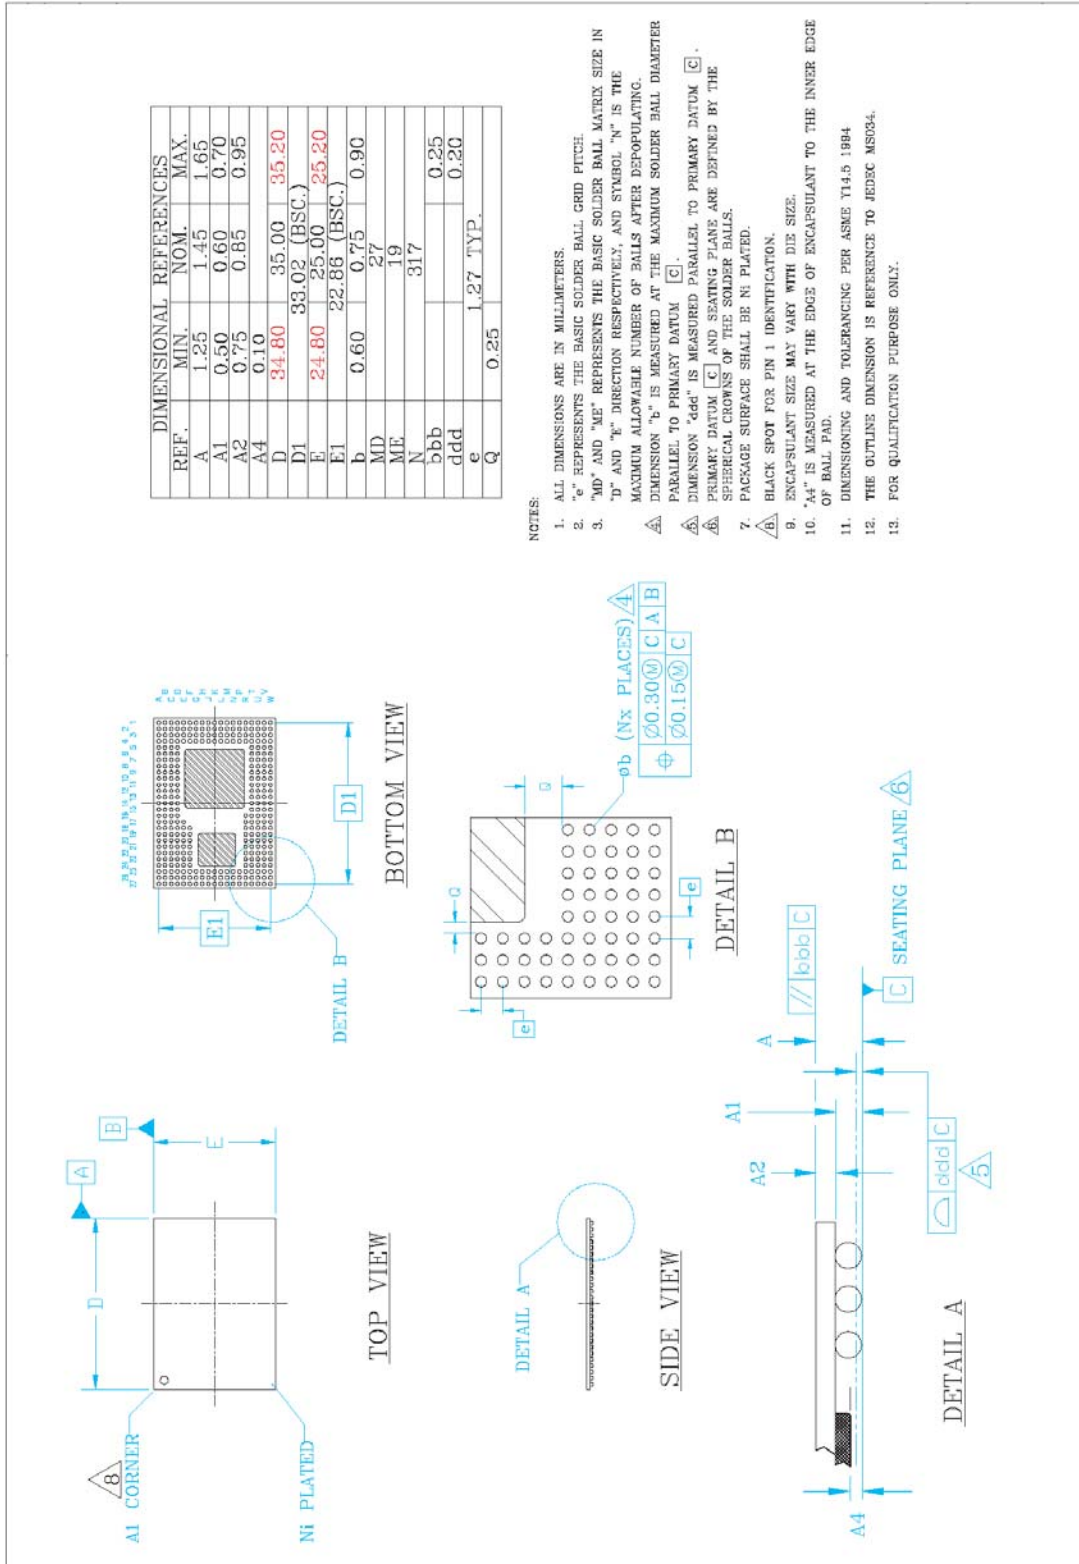 A1 CORNER
8
D
A
B
E
Ni PLATED
TOP VIEW
E1
D1
DETAIL B
BOTTOM VIEW
DETAIL A
SIDE VIEW
Q
Q
e
e
øb (Nx PLACES) 4
Ø0.30 Ⓜ C A B
Ø0.15 Ⓜ C
DETAIL B
A4
A2
A1
A
// bbb C
ddd C
5
C SEATING PLANE 6
DETAIL A
DIMENSIONAL REFERENCES
REF. MIN. NOM. MAX.
A 1.25 1.45 1.65
A1 0.50 0.60 0.70
A2 0.75 0.85 0.95
A4 0.10
D 34.80 35.00 35.20
D1 33.02 (BSC.)
E 24.80 25.00 25.20
E1 22.86 (BSC.)
b 0.60 0.75 0.90
MD 27
ME 19
N 317
bbb 0.25
ddd 0.20
e 1.27 TYP.
Q 0.25
NOTES:
1. ALL DIMENSIONS ARE IN MILLIMETERS.
2. "e" REPRESENTS THE BASIC SOLDER BALL GRID PITCH.
3. "MD" AND "ME" REPRESENTS THE BASIC SOLDER BALL MATRIX SIZE IN
"D" AND "E" DIRECTION RESPECTIVELY, AND SYMBOL "N" IS THE
MAXIMUM ALLOWABLE NUMBER OF BALLS AFTER DEPOPULATING.
4. DIMENSION "b" IS MEASURED AT THE MAXIMUM SOLDER BALL DIAMETER
PARALLEL TO PRIMARY DATUM C .
5. DIMENSION "ddd" IS MEASURED PARALLEL TO PRIMARY DATUM C .
6. PRIMARY DATUM C AND SEATING PLANE ARE DEFINED BY THE
SPHERICAL CROWNS OF THE SOLDER BALLS.
7. PACKAGE SURFACE SHALL BE Ni PLATED.
8. BLACK SPOT FOR PIN 1 IDENTIFICATION.
9. ENCAPSULANT SIZE MAY VARY WITH DIE SIZE.
10. "A4" IS MEASURED AT THE EDGE OF ENCAPSULANT TO THE INNER EDGE
OF BALL PAD.
11. DIMENSIONING AND TOLERANCING PER ASME Y14.5 1994
12. THE OUTLINE DIMENSION IS REFERENCE TO JEDEC MS034.
13. FOR QUALIFICATION PURPOSE ONLY.